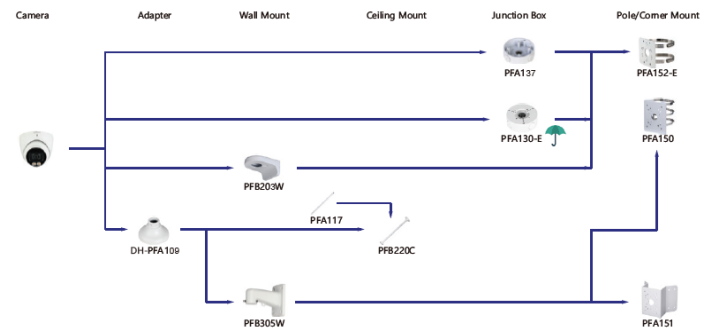 Camera
Adapter
Wall Mount
Ceiling Mount
Junction Box
Pole/Corner Mount
PFA137
PFA152-E
PFA130-E
PFA150
PFB203W
PFA117
DH-PFA109
PFB220C
PFB305W
PFA151